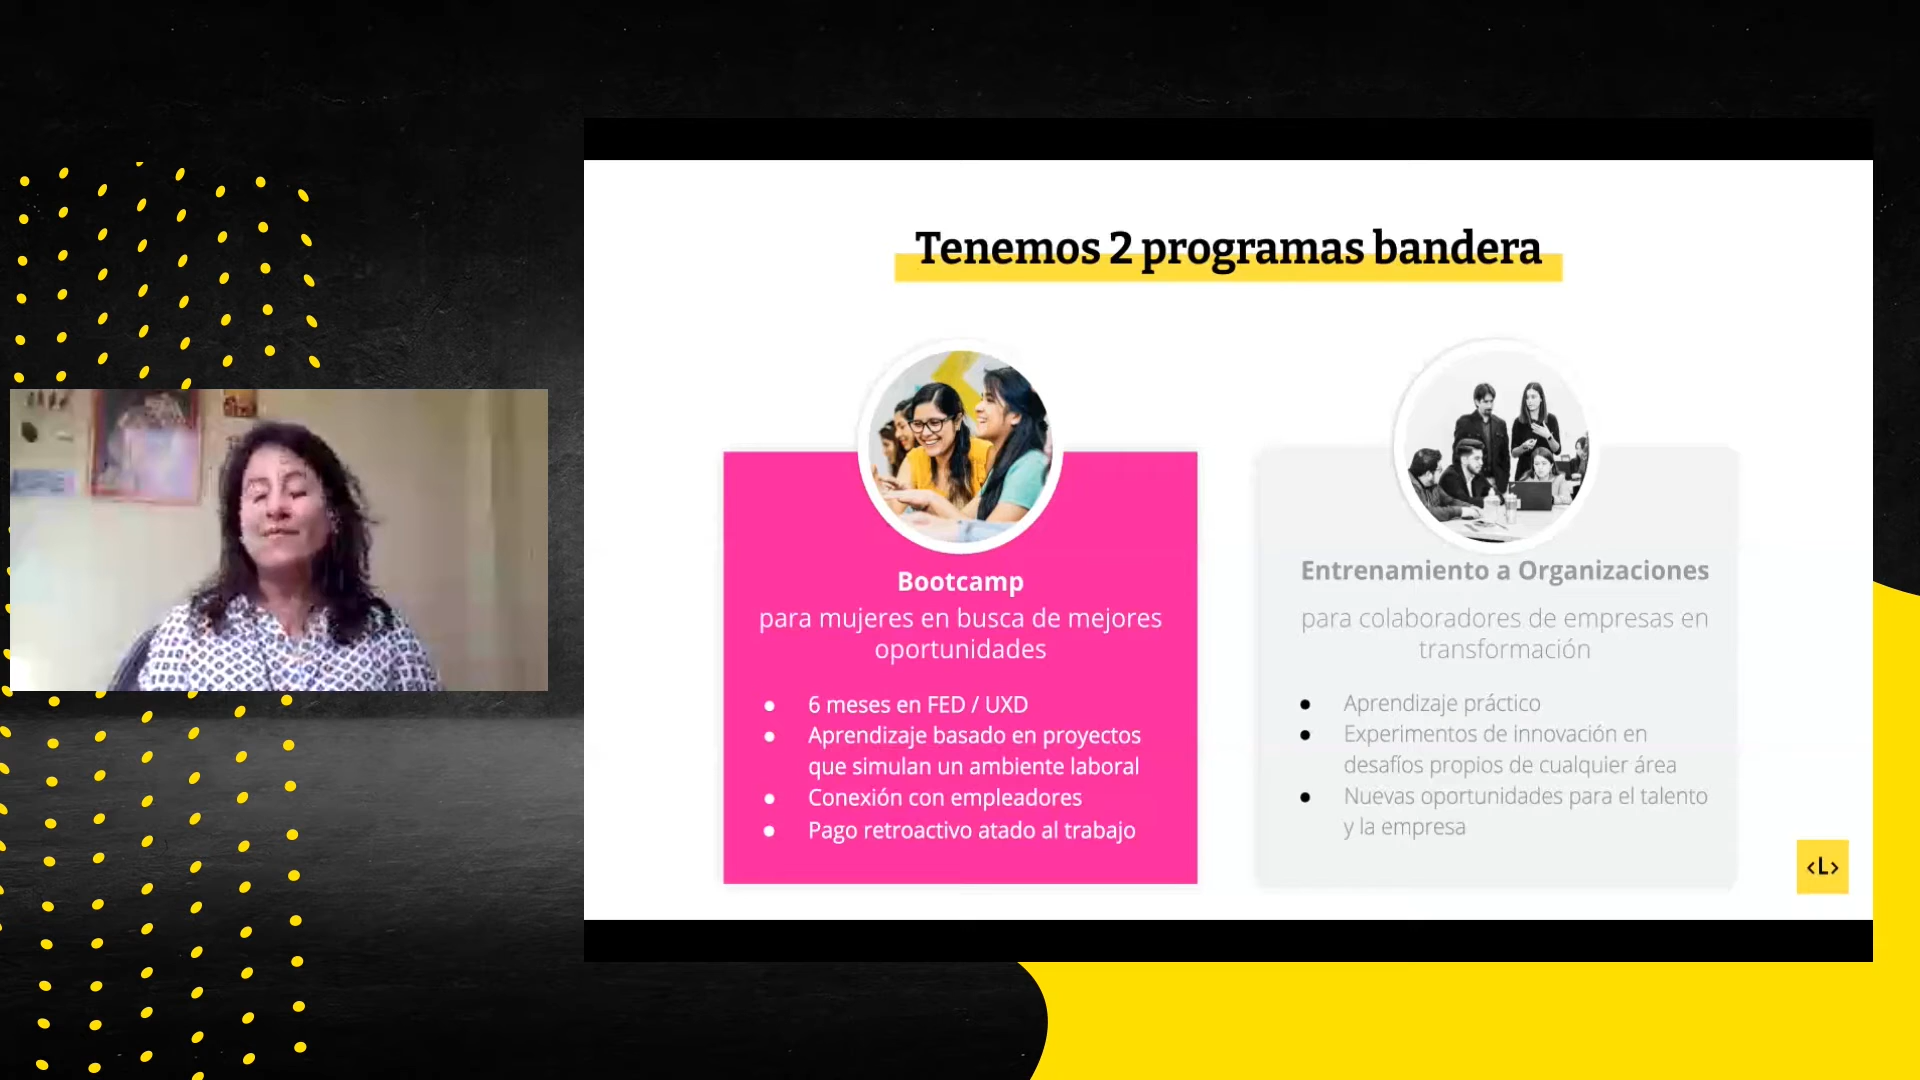 Tenemos 2 programas bandera
Bootcamp
para mujeres en busca de mejores
oportunidades
● 6 meses en FED / UXD
● Aprendizaje basado en proyectos
que simulan un ambiente laboral
● Conexión con empleadores
● Pago retroactivo atado al trabajo
Entrenamiento a Organizaciones
para colaboradores de empresas en
transformación
● Aprendizaje práctico
● Experimentos de innovación en
desafíos propios de cualquier área
● Nuevas oportunidades para el talento
y la empresa
<L>